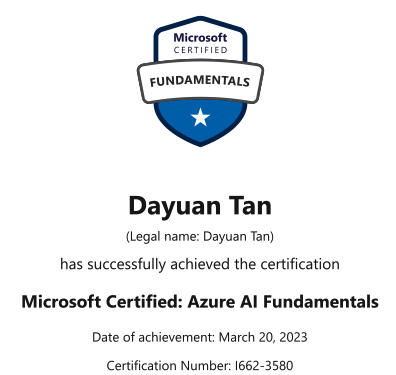 Microsoft
CERTIFIED
FUNDAMENTALS
Dayuan Tan
(Legal name: Dayuan Tan)
has successfully achieved the certification
Microsoft Certified: Azure AI Fundamentals
Date of achievement: March 20, 2023
Certification Number: I662-3580